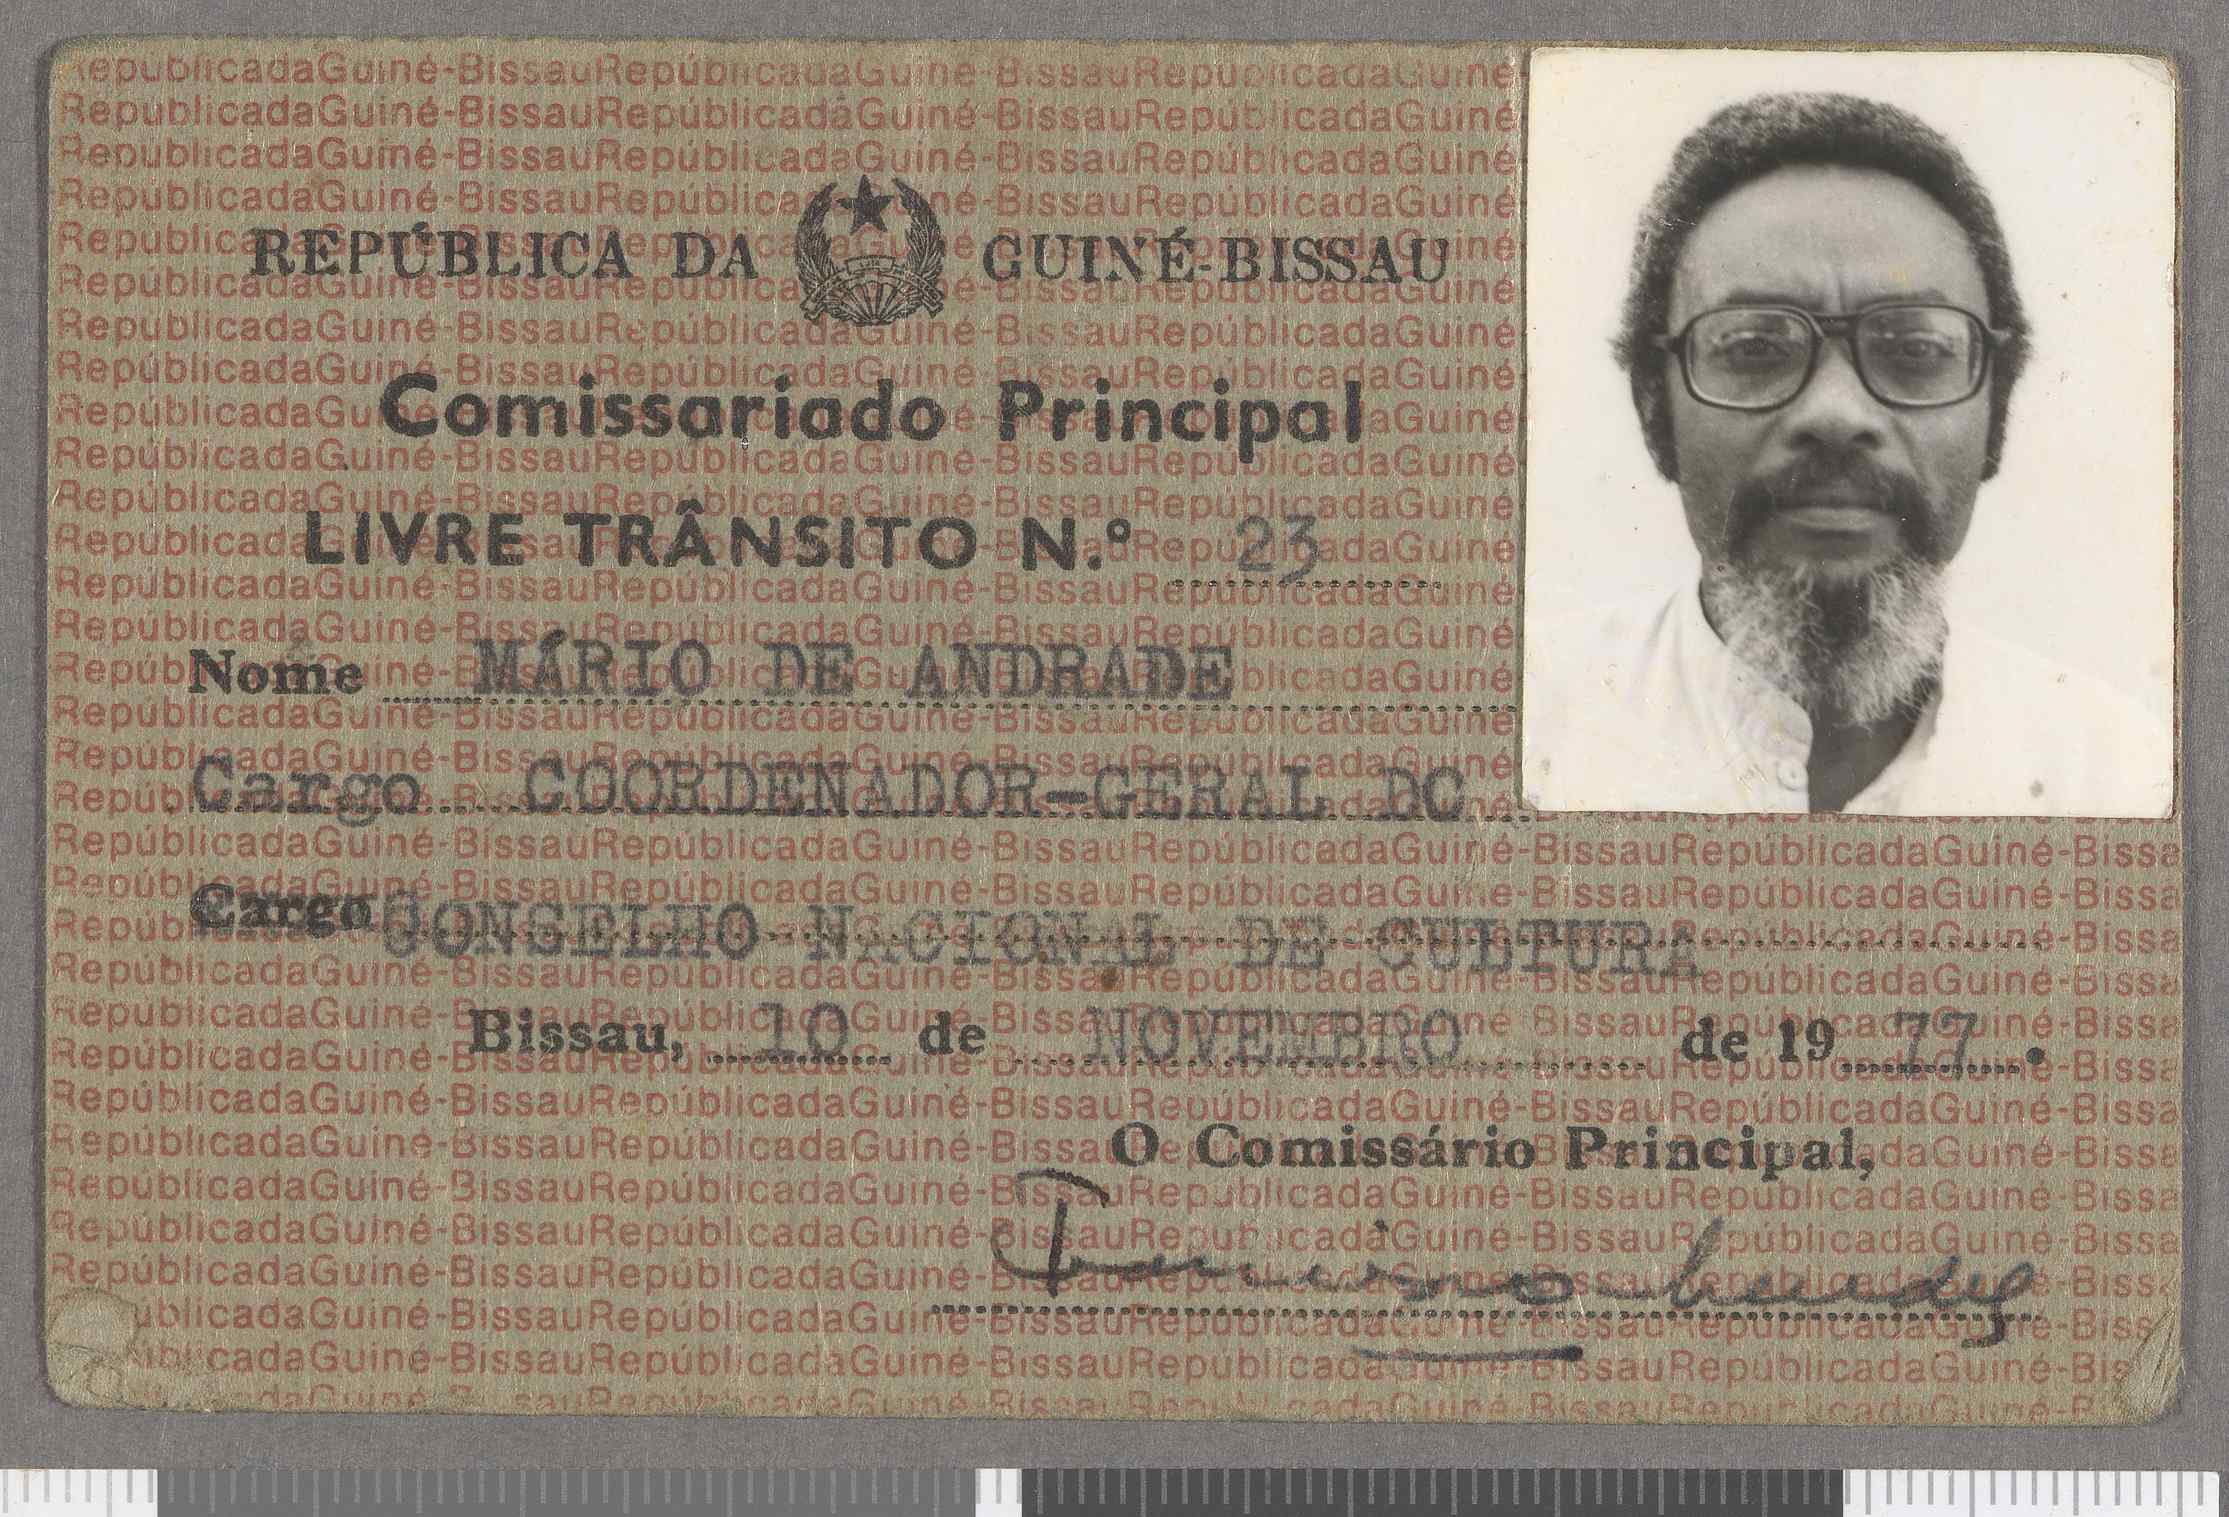 REPÚBLICA DA GUINÉ-BISSAU
Comissariado Principal
LIVRE TRÂNSITO N.º 23
Nome MÁRIO DE ANDRADE
Cargo COORDENADOR-GERAL DO
Cargo CONSELHO NACIONAL DE CULTURA
Bissau, 10 de NOVEMBRO de 1977.
O Comissário Principal,